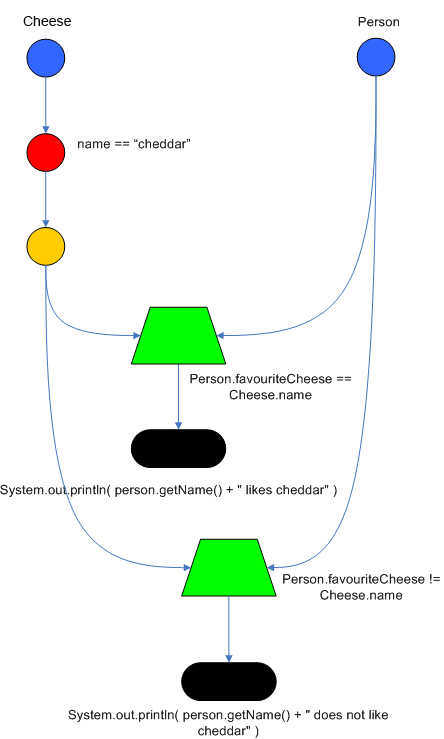 Cheese
Person
name == “cheddar”
Person.favouriteCheese ==
Cheese.name
System.out.println( person.getName() + " likes cheddar" )
Person.favouriteCheese !=
Cheese.name
System.out.println( person.getName() + " does not like
cheddar" )